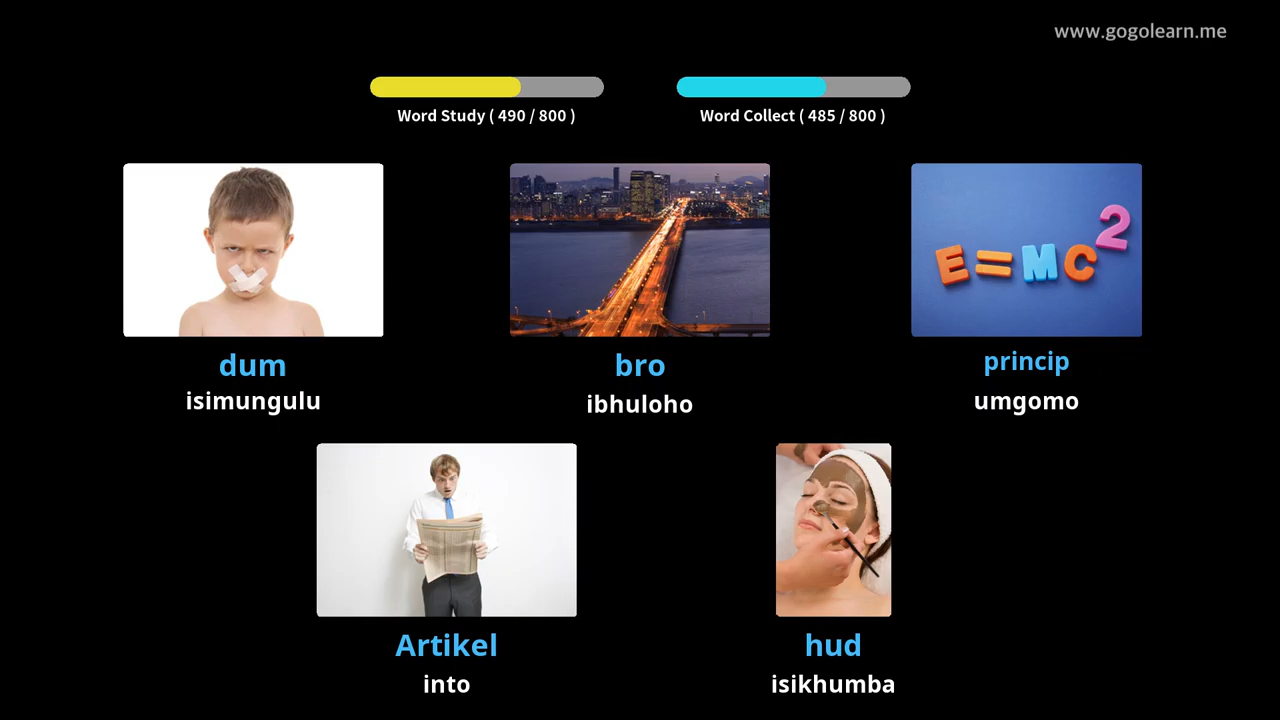 www.gogolearn.me
Word Study ( 490 / 800 )
Word Collect ( 485 / 800 )
dum
isimungulu
bro
ibhuloho
princip
umgomo
E=MC2
Artikel
into
hud
isikhumba